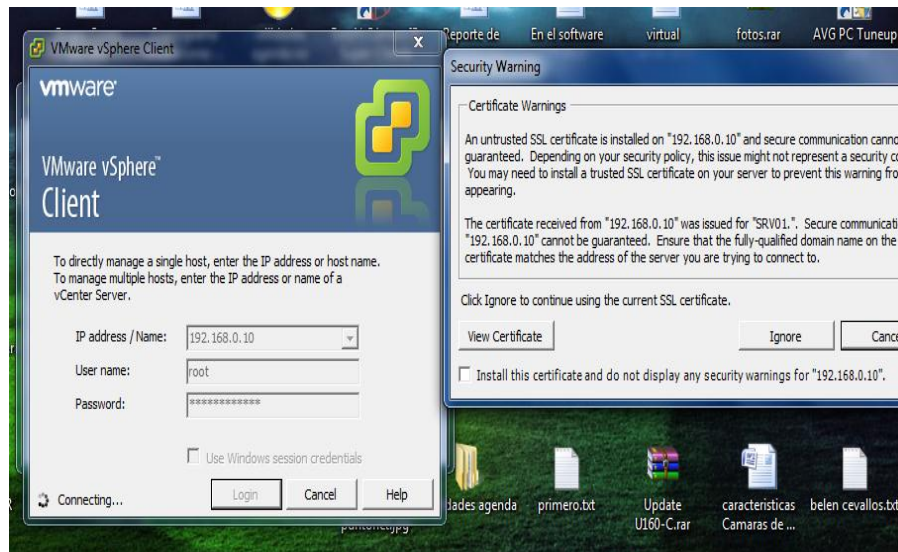 Reporte de
En el software
virtual
fotos.rar
AVG PC Tuneup
VMware vSphere Client
X
vmware
VMware vSphere™
Client
To directly manage a single host, enter the IP address or host name.
To manage multiple hosts, enter the IP address or name of a
vCenter Server.
IP address / Name:
192.168.0.10
User name:
root
Password:
************
Use Windows session credentials
Connecting...
Login
Cancel
Help
Security Warning
Certificate Warnings
An untrusted SSL certificate is installed on "192.168.0.10" and secure communication
guaranteed. Depending on your security policy, this issue might not represent a security
You may need to install a trusted SSL certificate on your server to prevent this warning
appearing.
The certificate received from "192.168.0.10" was issued for "SRV01.". Secure
"192.168.0.10" cannot be guaranteed. Ensure that the fully-qualified domain name on the
certificate matches the address of the server you are trying to connect to.
Click Ignore to continue using the current SSL certificate.
View Certificate
Ignore
Cance
Install this certificate and do not display any security warnings for "192.168.0.10".
dades agenda
primero.txt
Update
U160-C.rar
caracteristicas
Camaras de ...
belen cevallos.txt